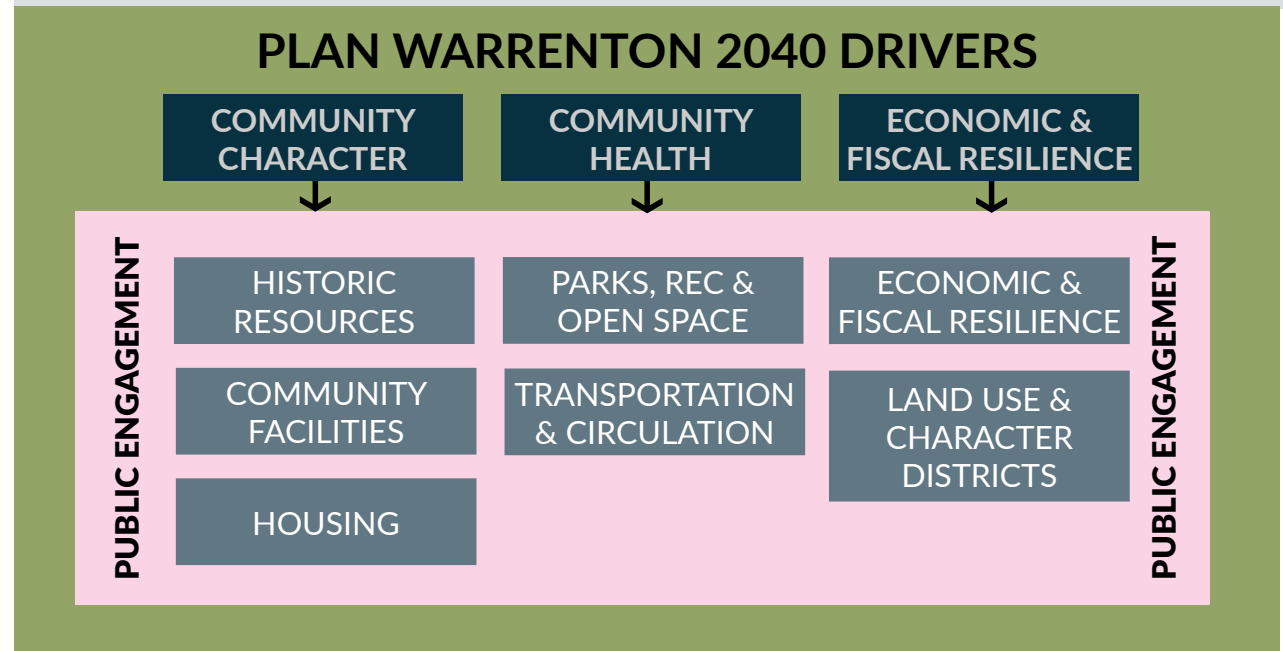 PLAN WARRENTON 2040 DRIVERS
COMMUNITY
CHARACTER
COMMUNITY
HEALTH
ECONOMIC &
FISCAL RESILIENCE
PUBLIC ENGAGEMENT
HISTORIC
RESOURCES
COMMUNITY
FACILITIES
HOUSING
PARKS, REC &
OPEN SPACE
TRANSPORTATION
& CIRCULATION
ECONOMIC &
FISCAL RESILIENCE
LAND USE &
CHARACTER
DISTRICTS
PUBLIC ENGAGEMENT